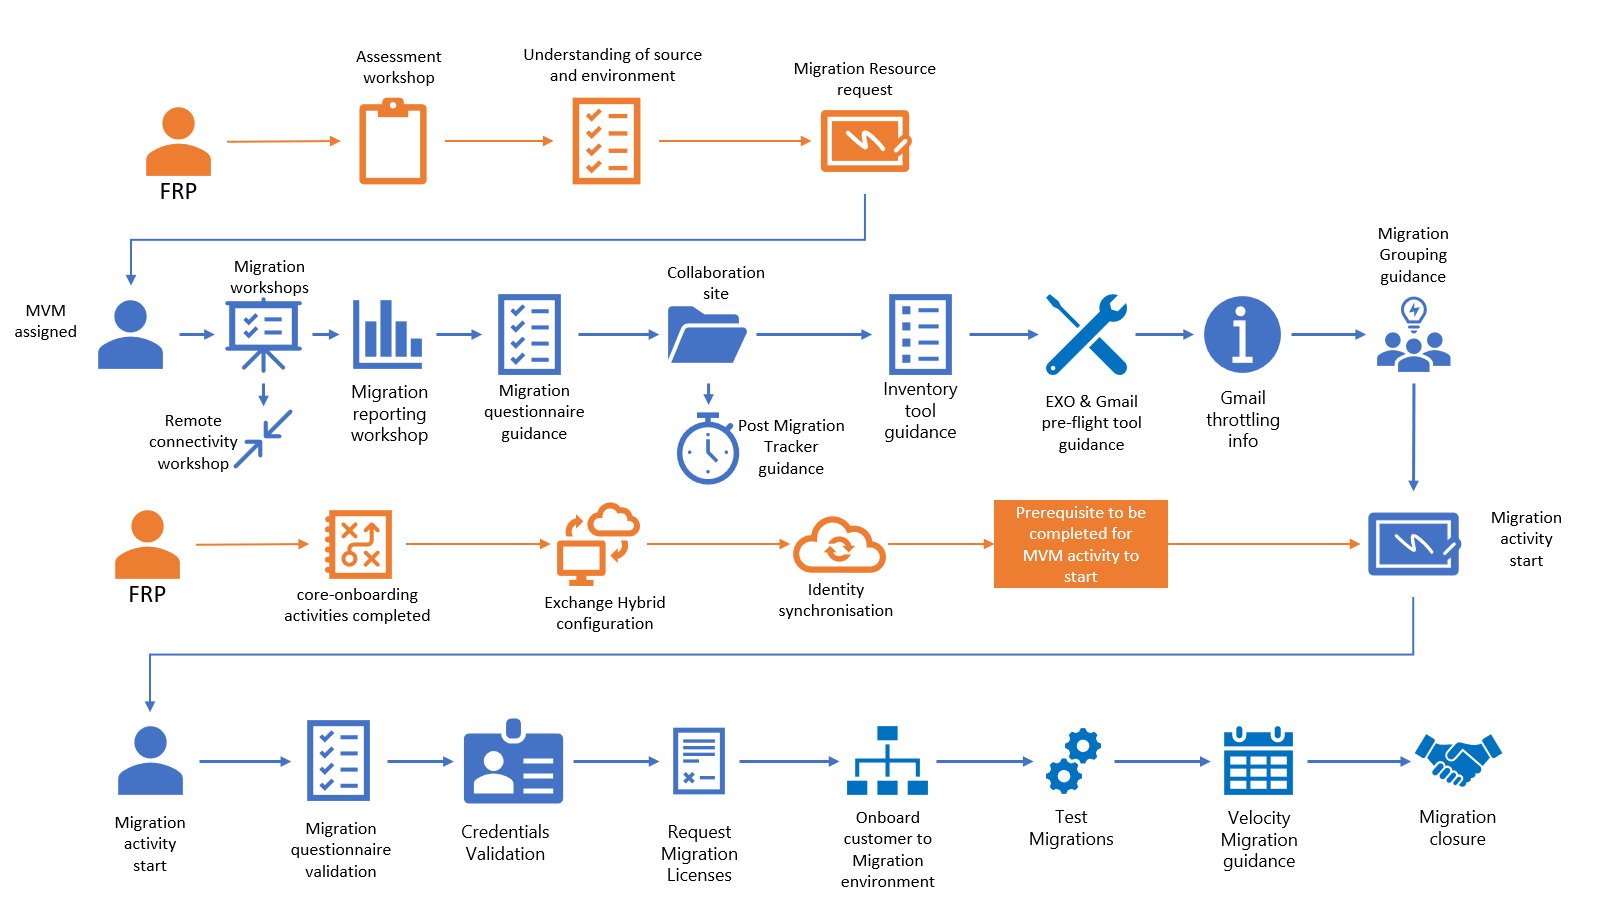 Assessment
workshop
Understanding of source
and environment
Migration Resource
request
FRP
MVM
assigned
Migration
workshops
Remote
connectivity
workshop
Migration
reporting
workshop
Migration
questionnaire
guidance
Collaboration
site
Post Migration
Tracker
guidance
Inventory
tool
guidance
EXO & Gmail
pre-flight tool
guidance
Gmail
throttling
info
Migration
Grouping
guidance
FRP
core-onboarding
activities completed
Exchange Hybrid
configuration
Identity
synchronisation
Prerequisite to be
completed for
MVM activity to
start
Migration
activity
start
Migration
activity
start
Migration
questionnaire
validation
Credentials
Validation
Request
Migration
Licenses
Onboard
customer to
Migration
environment
Test
Migrations
Velocity
Migration
guidance
Migration
closure